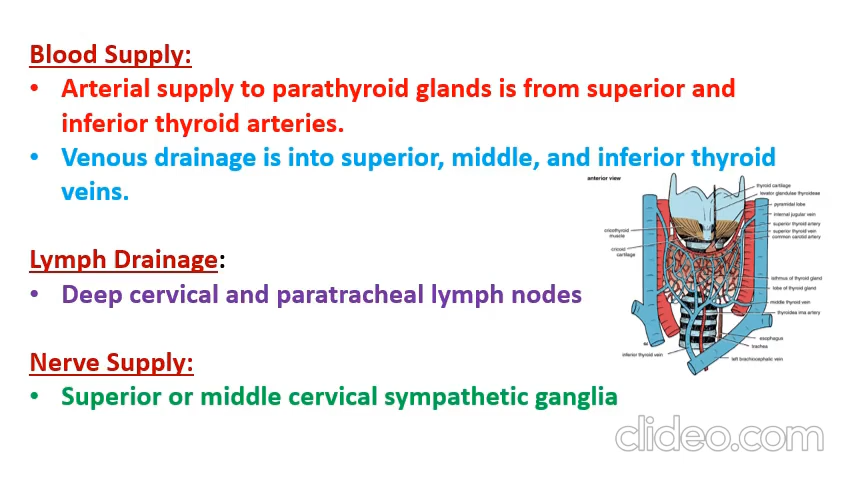 Blood Supply:
• Arterial supply to parathyroid glands is from superior and
inferior thyroid arteries.
• Venous drainage is into superior, middle, and inferior thyroid
veins.
Lymph Drainage:
• Deep cervical and paratracheal lymph nodes
Nerve Supply:
• Superior or middle cervical sympathetic ganglia
anterior view
thyroid cartilage
levator glandulae thyroideae
pyramidal lobe
internal jugular vein
superior thyroid artery
superior thyroid vein
common carotid artery
cricothyroid
muscle
cricoid
cartilage
isthmus of thyroid gland
lobe of thyroid gland
middle thyroid vein
thyroidea ima artery
esophagus
trachea
inferior thyroid vein
left brachiocephalic vein
clideo.com